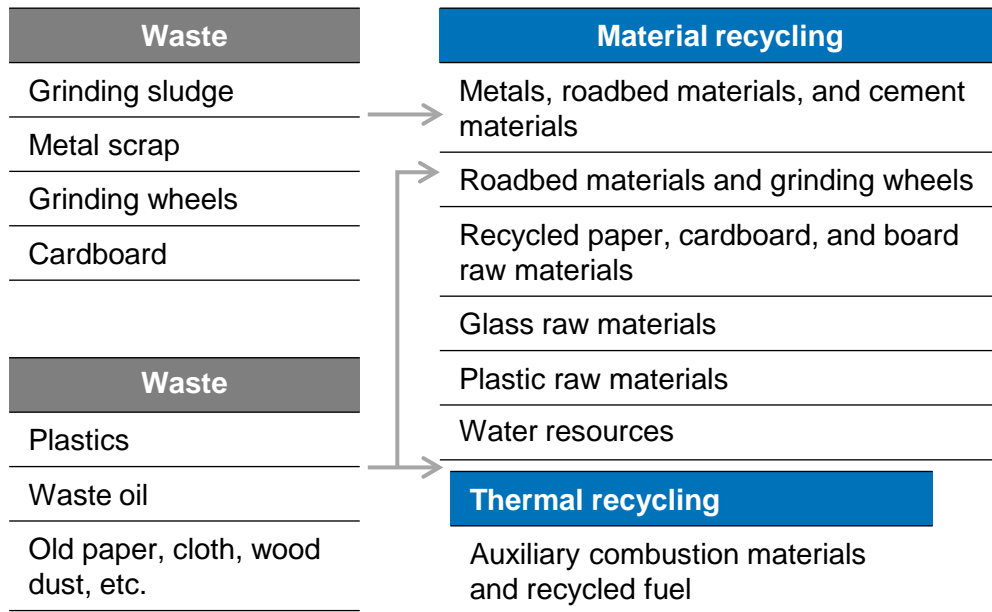 Waste
Grinding sludge
Metal scrap
Grinding wheels
Cardboard
Waste
Plastics
Waste oil
Old paper, cloth, wood
dust, etc.
Material recycling
Metals, roadbed materials, and cement
materials
Roadbed materials and grinding wheels
Recycled paper, cardboard, and board
raw materials
Glass raw materials
Plastic raw materials
Water resources
Thermal recycling
Auxiliary combustion materials
and recycled fuel